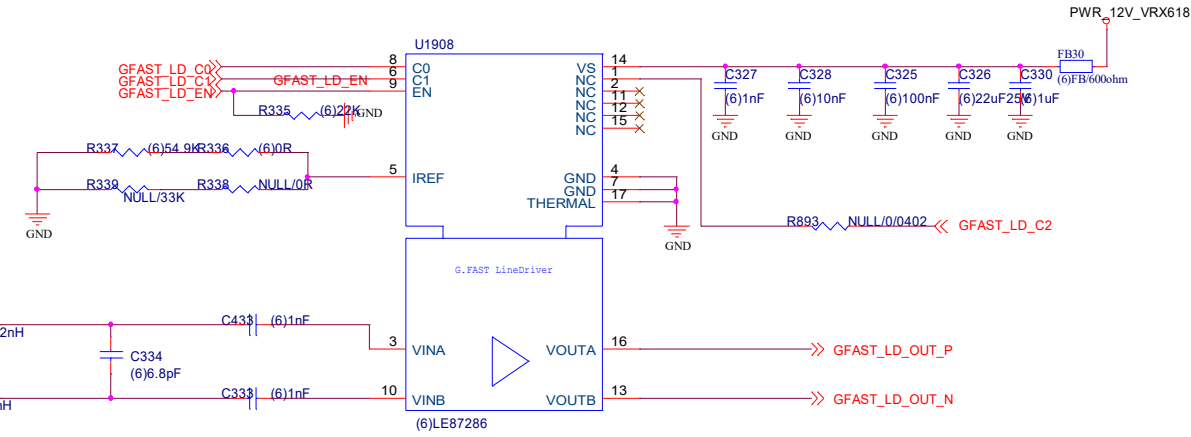 PWR_12V_VRX618
U1908
GFAST_LD_C0 8 C0 VS 14
GFAST_LD_C1 6 C1 NC 1
GFAST_LD_EN GFAST_LD_EN 9 EN NC 2
NC 11
NC 12
NC 15
FB30
(6)FB/600ohm
C327 C328 C325 C326 C330
(6)1nF (6)10nF (6)100nF (6)22uF25V (6)1uF
GND GND GND GND GND
R335 (6)22K GND
R337 (6)54.9K R336 (6)0R
5 IREF
R339 NULL/33K R338 NULL/0R
GND
GND 4
GND 7
THERMAL 17
GND
R893 NULL/0/0402 GFAST_LD_C2
G.FAST LineDriver
2nH
C433 (6)1nF
3 VINA VOUTA 16 GFAST_LD_OUT_P
C334
(6)6.8pF
C333 (6)1nF
10 VINB VOUTB 13 GFAST_LD_OUT_N
nH
(6)LE87286